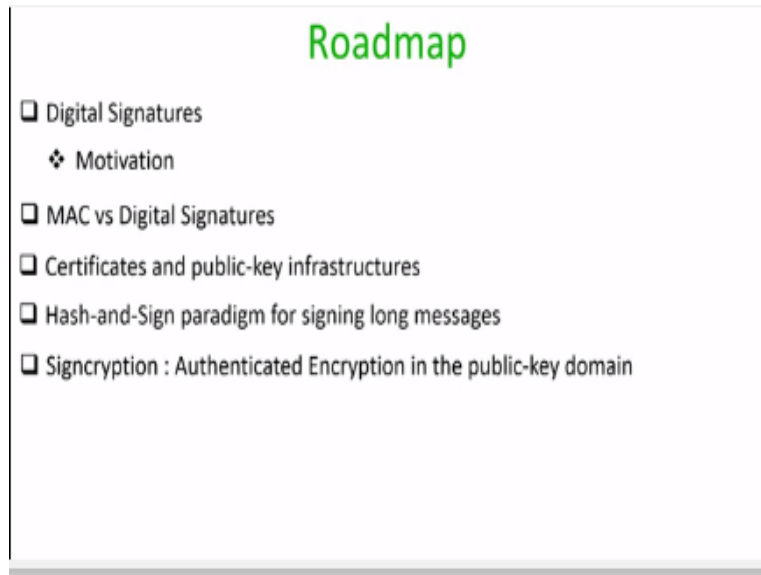 Roadmap
Digital Signatures
Motivation
MAC vs Digital Signatures
Certificates and public-key infrastructures
Hash-and-Sign paradigm for signing long messages
Signcryption : Authenticated Encryption in the public-key domain